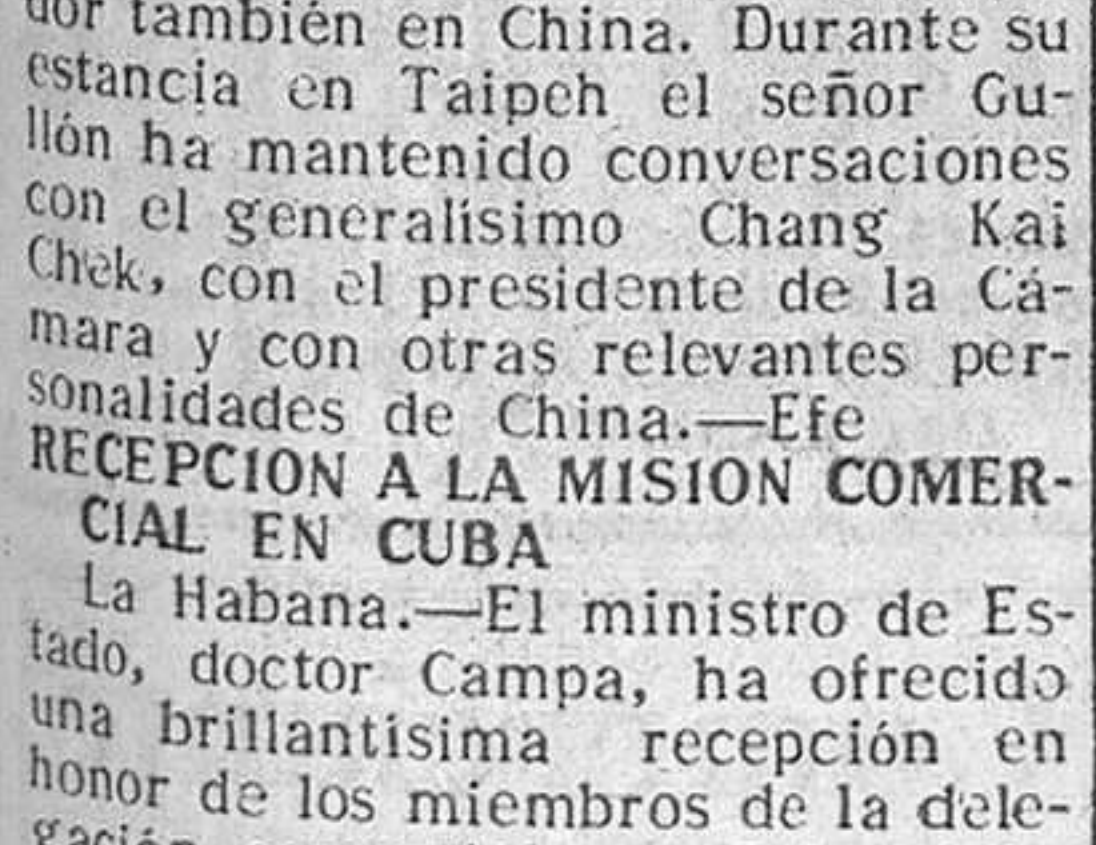 dor también en China. Durante su
estancia en Taipeh el señor Gu-
llón ha mantenido conversaciones
con el generalísimo Chang Kai
Chek, con el presidente de la Cá-
mara y con otras relevantes per-
sonalidades de China.—Efe
RECEPCION A LA MISION COMER-
CIAL EN CUBA
La Habana.—El ministro de Es-
tado, doctor Campa, ha ofrecido
una brillantísima recepción en
honor de los miembros de la dele-
gación